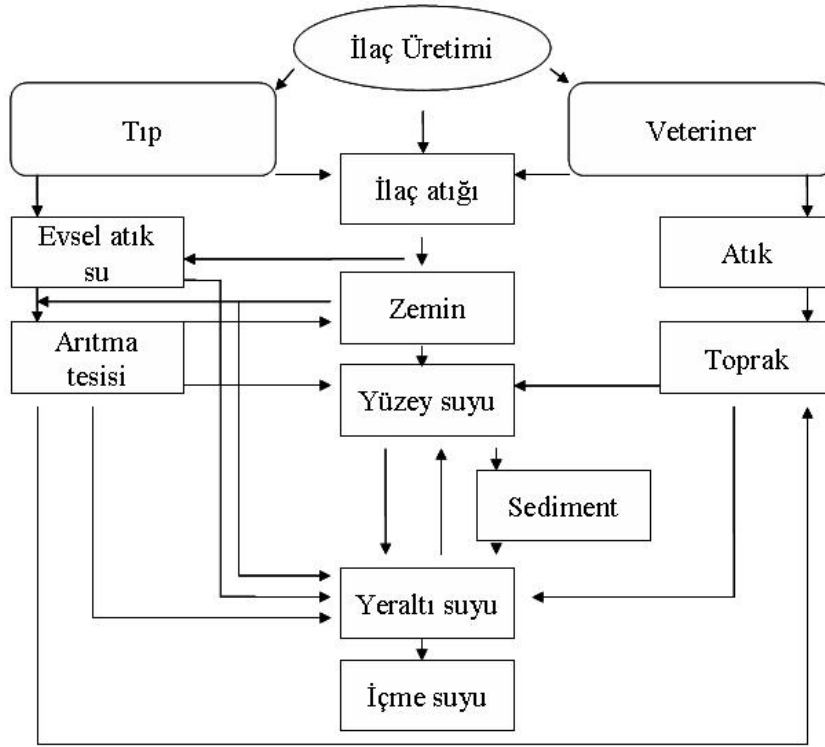 İlaç Üretimi
Tıp
Veteriner
İlaç atığı
Evsel atık
su
Atık
Zemin
Arıtma
tesisi
Toprak
Yüzey suyu
Sediment
Yeraltı suyu
İçme suyu